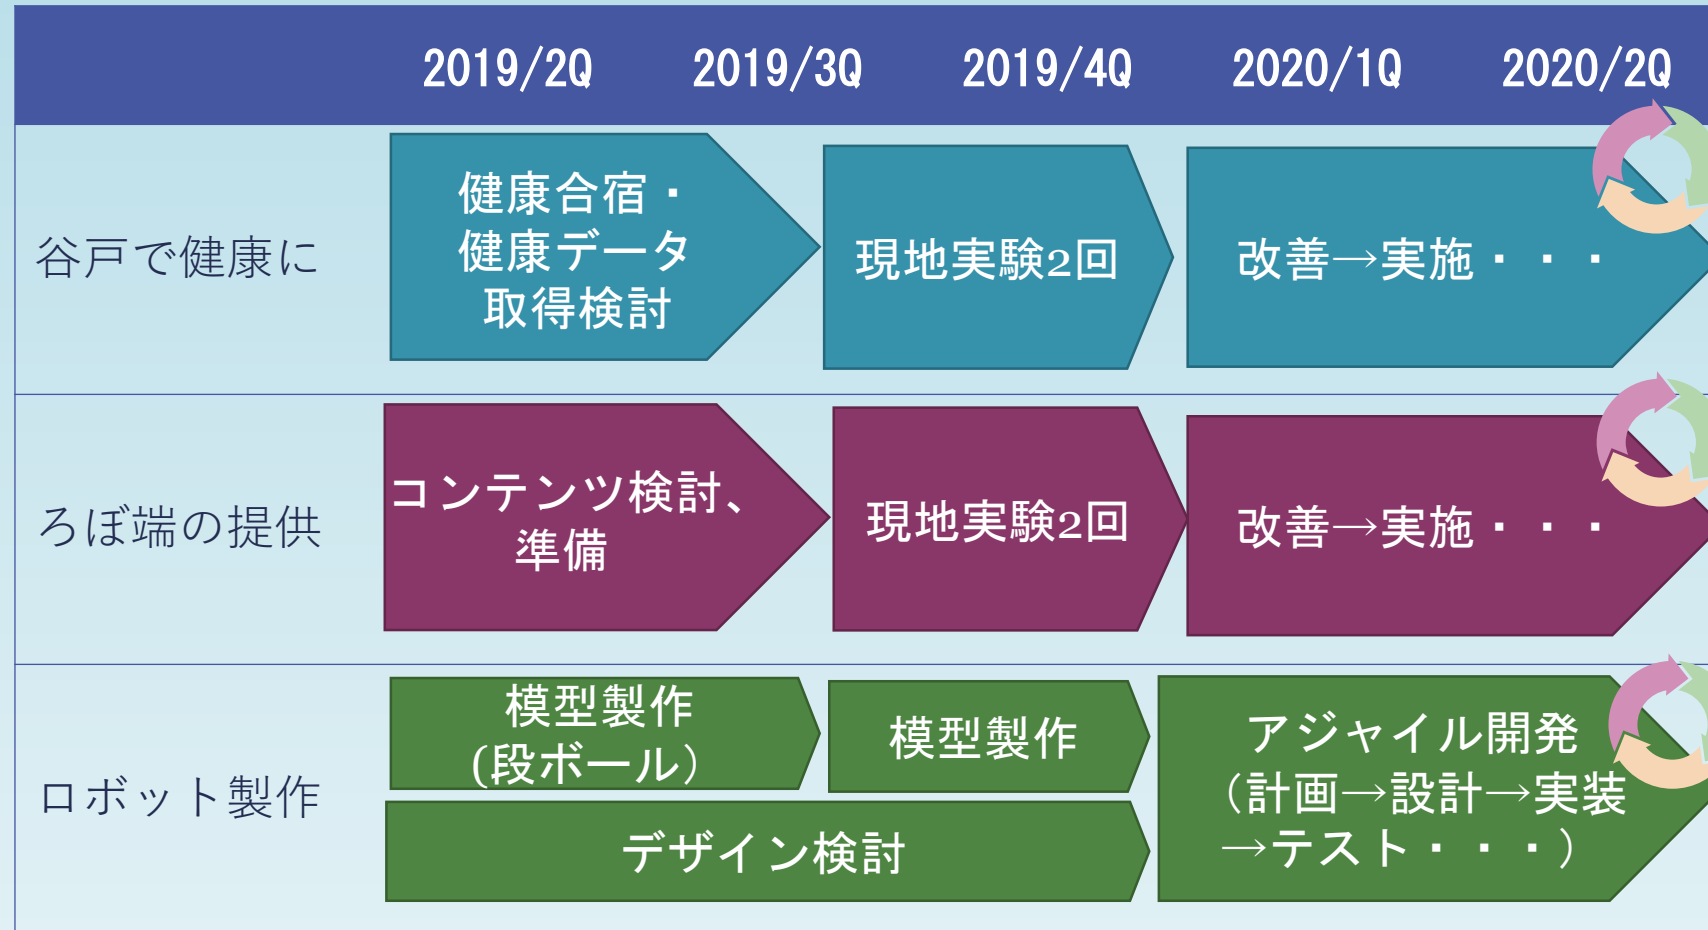 2019/2Q 2019/3Q 2019/4Q 2020/1Q 2020/2Q
谷戸で健康に
健康合宿・
健康データ
取得検討
現地実験2回
改善→実施・・・
ろぼ端の提供
コンテンツ検討、
準備
現地実験2回
改善→実施・・・
ロボット製作
模型製作
(段ボール）
模型製作
デザイン検討
アジャイル開発
（計画→設計→実装
→テスト・・・）